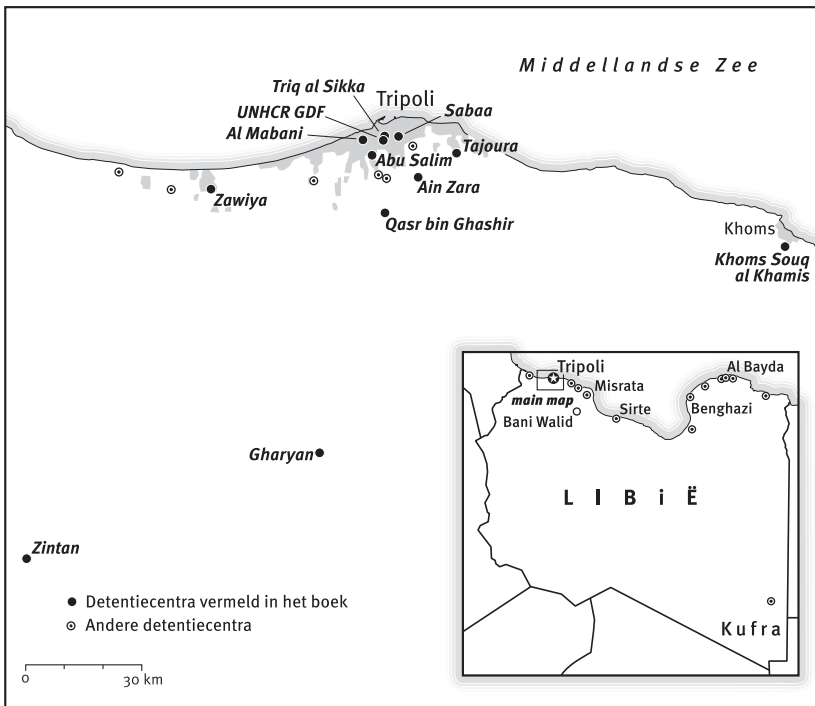 Middellandse Zee
Triq al Sikka
Tripoli
UNHCR GDF
Sabaa
Al Mabani
Tajoura
Abu Salim
Zawiya
Ain Zara
Qasr bin Ghashir
Khoms
Khoms Souq
al Khamis
Gharyan
Zintan
Detentiecentra vermeld in het boek
Andere detentiecentra
0 30 km
Tripoli
Al Bayda
main map
Misrata
Bani Walid
Sirte
Benghazi
LIBiË
Kufra